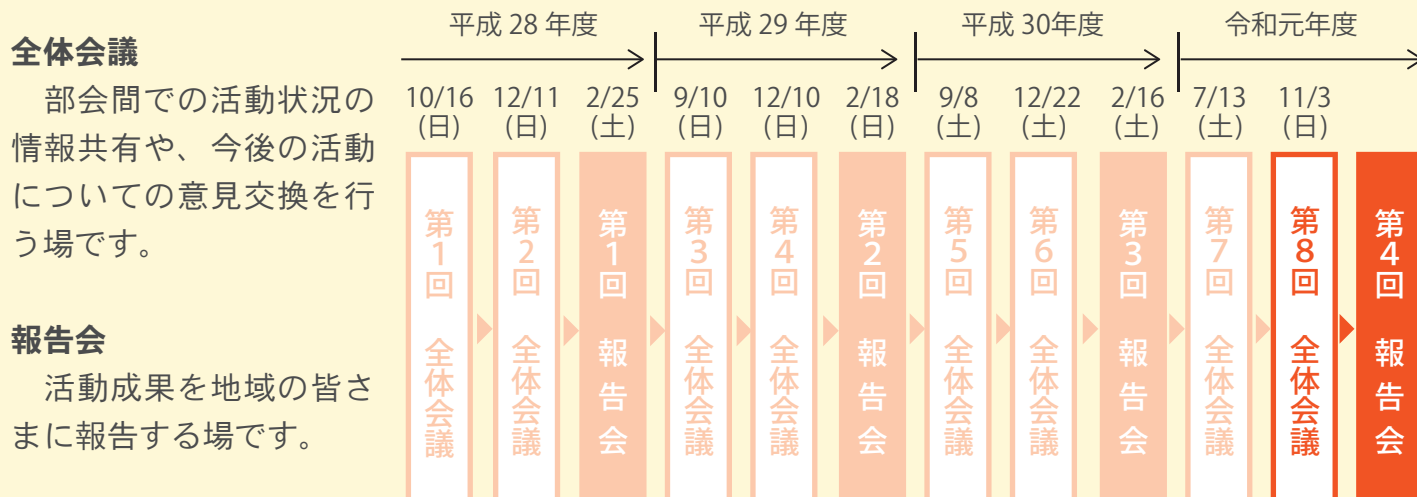 全体会議
部会間での活動状況の
情報共有や、今後の活動
についての意見交換を行
う場です。
報告会
活動成果を地域の皆さ
まに報告する場です。
平成 28 年度
平成 29 年度
平成 30年度
令和元年度
10/16
(日)
12/11
(日)
2/25
(土)
9/10
(日)
12/10
(日)
2/18
(日)
9/8
(土)
12/22
(土)
2/16
(土)
7/13
(土)
11/3
(日)
第1回 全体会議
第2回 全体会議
第1回 報告会
第3回 全体会議
第4回 全体会議
第2回 報告会
第5回 全体会議
第6回 全体会議
第3回 報告会
第7回 全体会議
第8回 全体会議
第4回 報告会